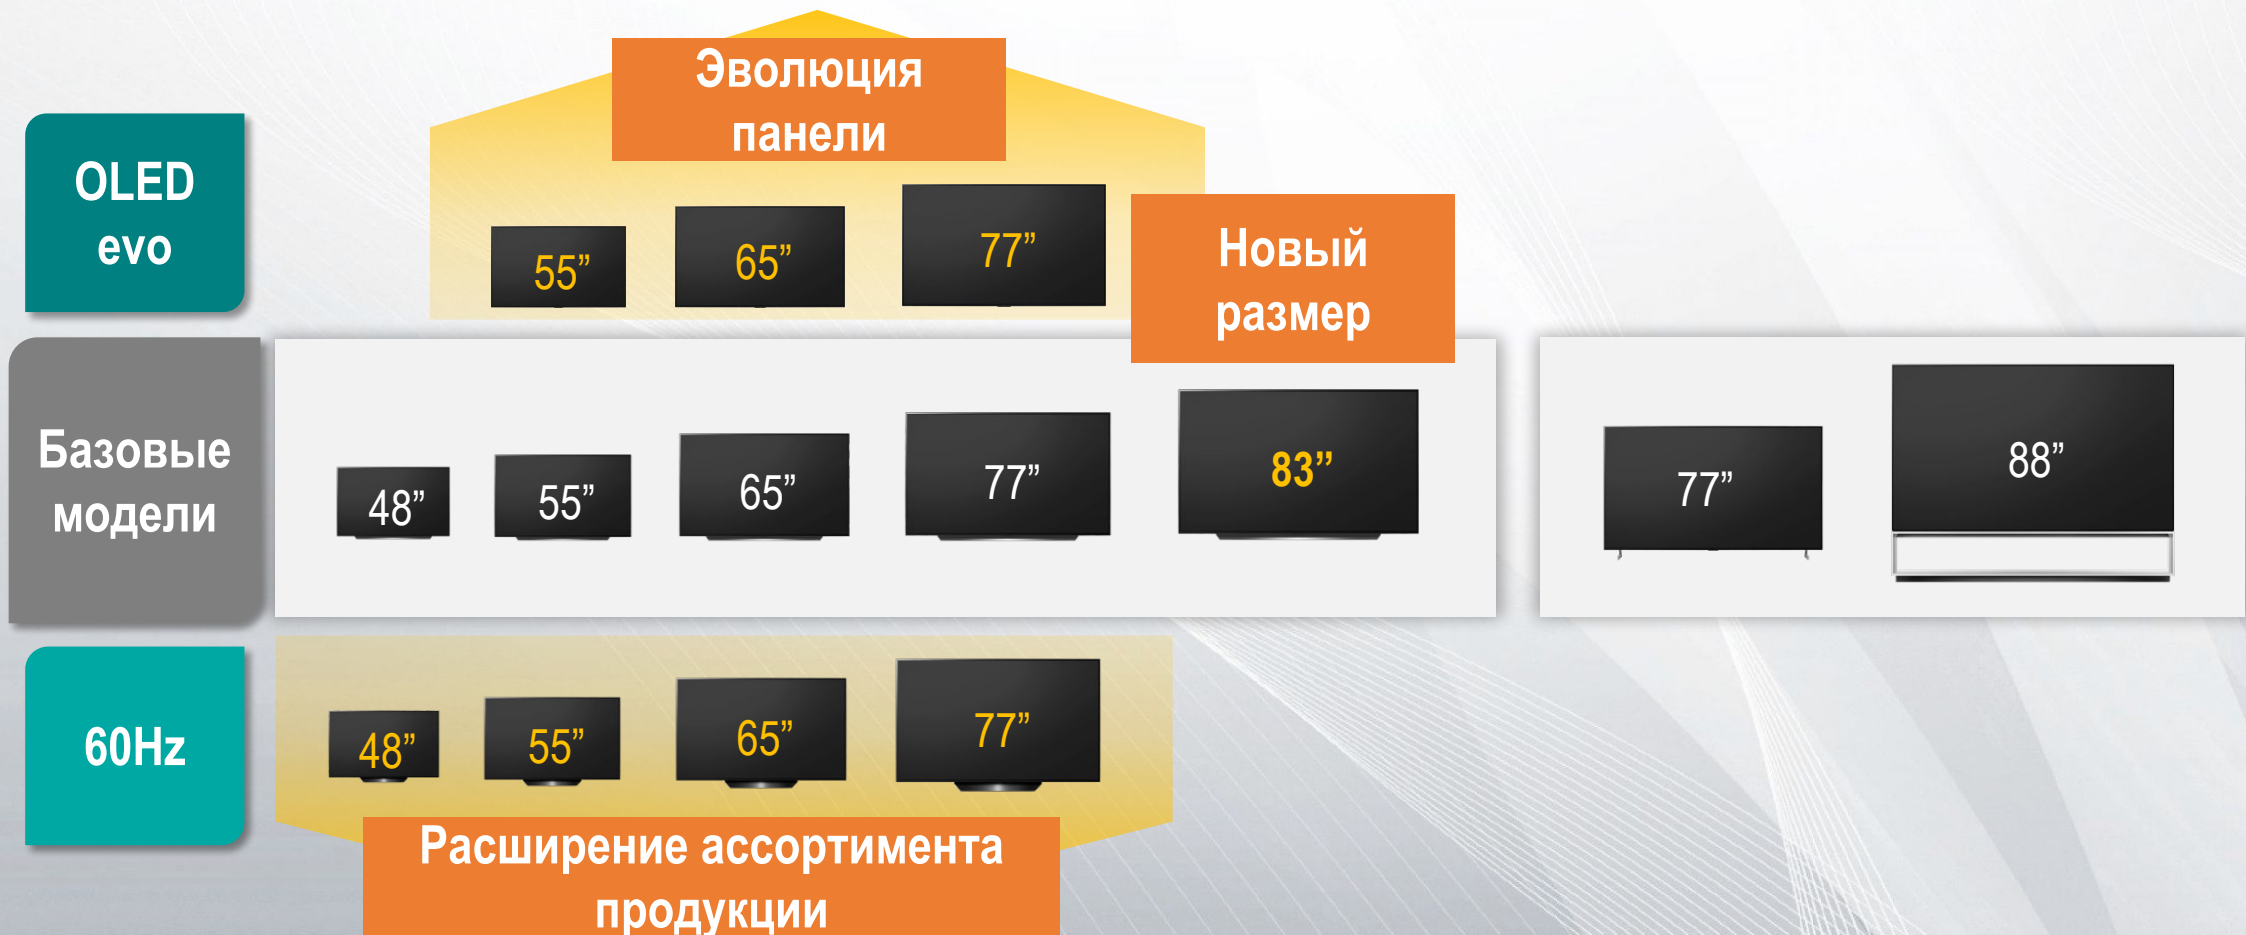 Эволюция
панели
OLED
evo
55”
65”
77”
Новый
размер
Базовые
модели
48”
55”
65”
77”
83”
77”
88”
60Hz
48”
55”
65”
77”
Расширение ассортимента
продукции